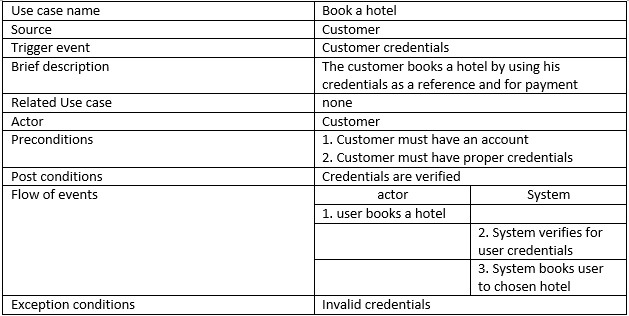 Use case name Book a hotel
Source Customer
Trigger event Customer credentials
Brief description The customer books a hotel by using his
credentials as a reference and for payment
Related Use case none
Actor Customer
Preconditions 1. Customer must have an account
2. Customer must have proper credentials
Post conditions Credentials are verified
Flow of events actor System
1. user books a hotel
2. System verifies for
user credentials
3. System books user
to chosen hotel
Exception conditions Invalid credentials